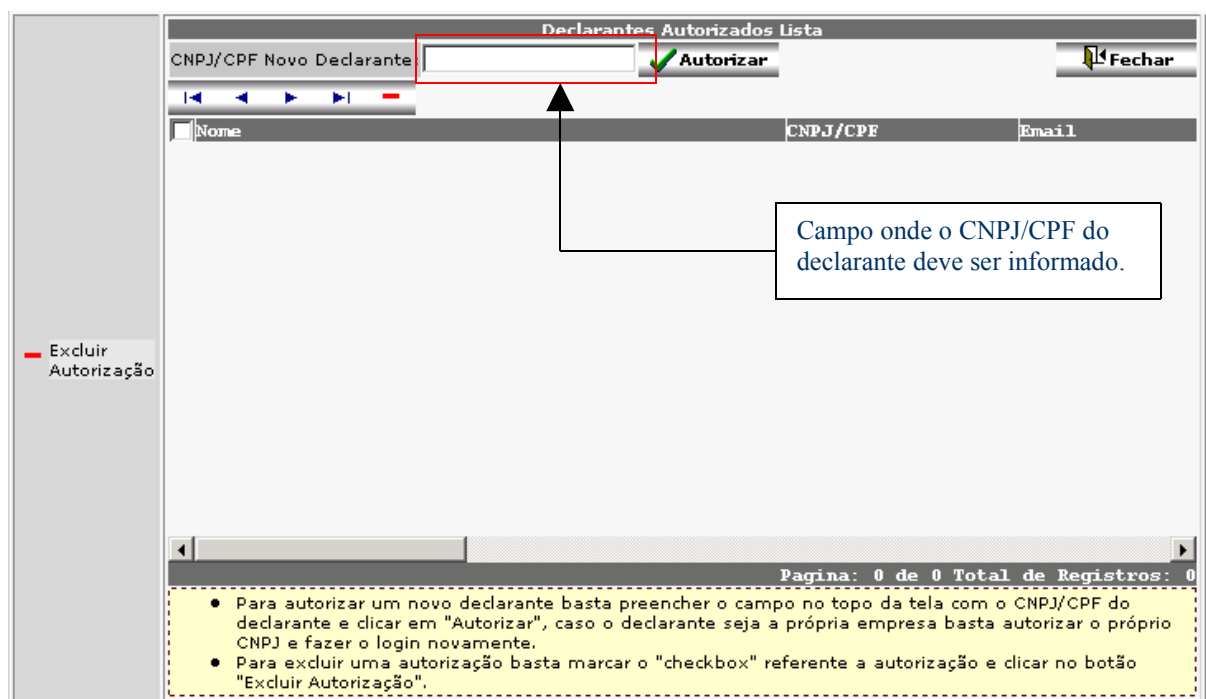 Declarantes Autorizados Lista
CNPJ/CPF Novo Declarante: Autorizar Fechar
Nome CNPJ/CPF Email
Campo onde o CNPJ/CPF do
declarante deve ser informado.
Excluir
Autorização
Pagina: 0 de 0 Total de Registros: 0
• Para autorizar um novo declarante basta preencher o campo no topo da tela com o CNPJ/CPF do
declarante e clicar em "Autorizar", caso o declarante seja a própria empresa basta autorizar o próprio
CNPJ e fazer o login novamente.
• Para excluir uma autorização basta marcar o "checkbox" referente a autorização e clicar no botão
"Excluir Autorização".